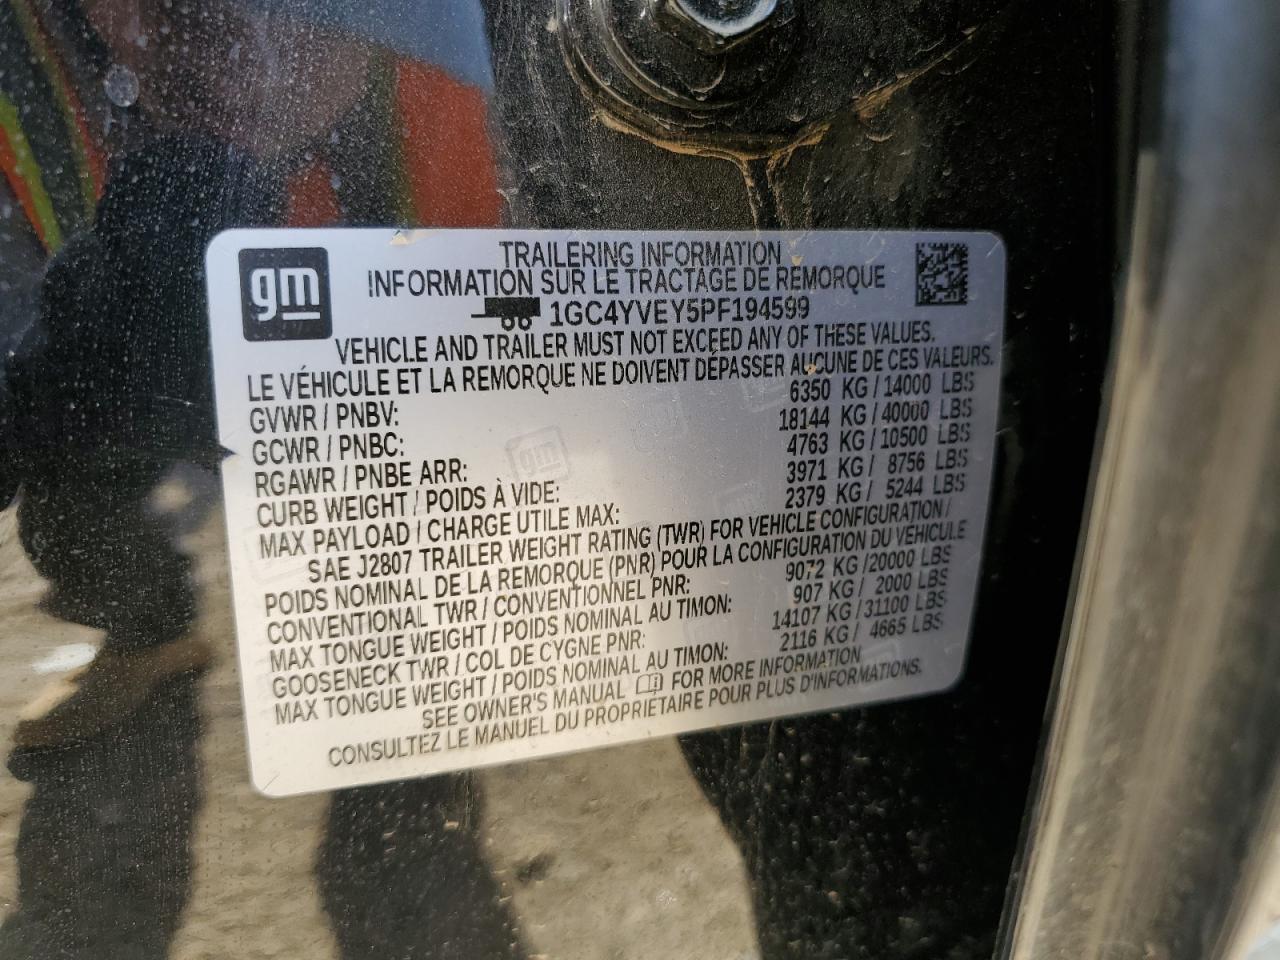 gm
TRAILERING INFORMATION
INFORMATION SUR LE TRACTAGE DE REMORQUE
1GC4YVEY5PF194599
VEHICLE AND TRAILER MUST NOT EXCEED ANY OF THESE VALUES.
LE VÉHICULE ET LA REMORQUE NE DOIVENT DÉPASSER AUCUNE DE CES VALEURS.
GVWR / PNBV: 6350 KG / 14000 LBS
GCWR / PNBC: 18144 KG / 40000 LBS
RGAWR / PNBE ARR: 4763 KG / 10500 LBS
CURB WEIGHT / POIDS À VIDE: 3971 KG / 8756 LBS
MAX PAYLOAD / CHARGE UTILE MAX: 2379 KG / 5244 LBS
SAE J2807 TRAILER WEIGHT RATING (TWR) FOR VEHICLE CONFIGURATION /
POIDS NOMINAL DE LA REMORQUE (PNR) POUR LA CONFIGURATION DU VÉHICULE
CONVENTIONAL TWR / CONVENTIONNEL PNR: 9072 KG / 20000 LBS
MAX TONGUE WEIGHT / POIDS NOMINAL AU TIMON: 907 KG / 2000 LBS
GOOSENECK TWR / COL DE CYGNE PNR: 14107 KG / 31100 LBS
MAX TONGUE WEIGHT / POIDS NOMINAL AU TIMON: 2116 KG / 4665 LBS
SEE OWNER'S MANUAL FOR MORE INFORMATION
CONSULTEZ LE MANUEL DU PROPRIETAIRE POUR PLUS D'INFORMATIONS.